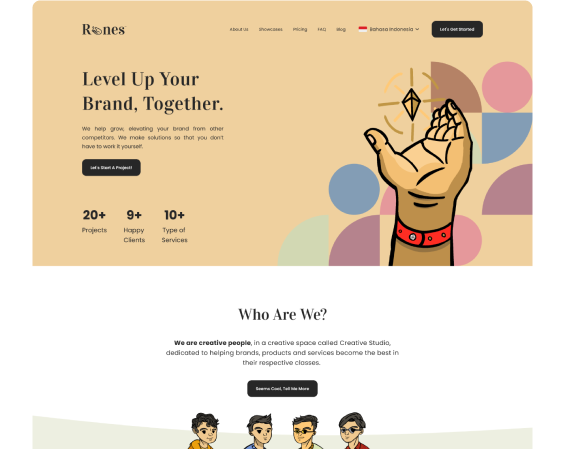 Rones
About Us
Showcases
Pricing
FAQ
Blog
Bahasa Indonesia
Let's Get Started
Level Up Your
Brand, Together.
We help grow, elevating your brand from other
competitors. We make solutions so that you don't
have to work it yourself.
Let's Start A Project!
20+
Projects
9+
Happy
Clients
10+
Type of
Services
Who Are We?
We are creative people, in a creative space called Creative Studio,
dedicated to helping brands, products and services become the best in
their respective classes.
Seems Cool, Tell Me More